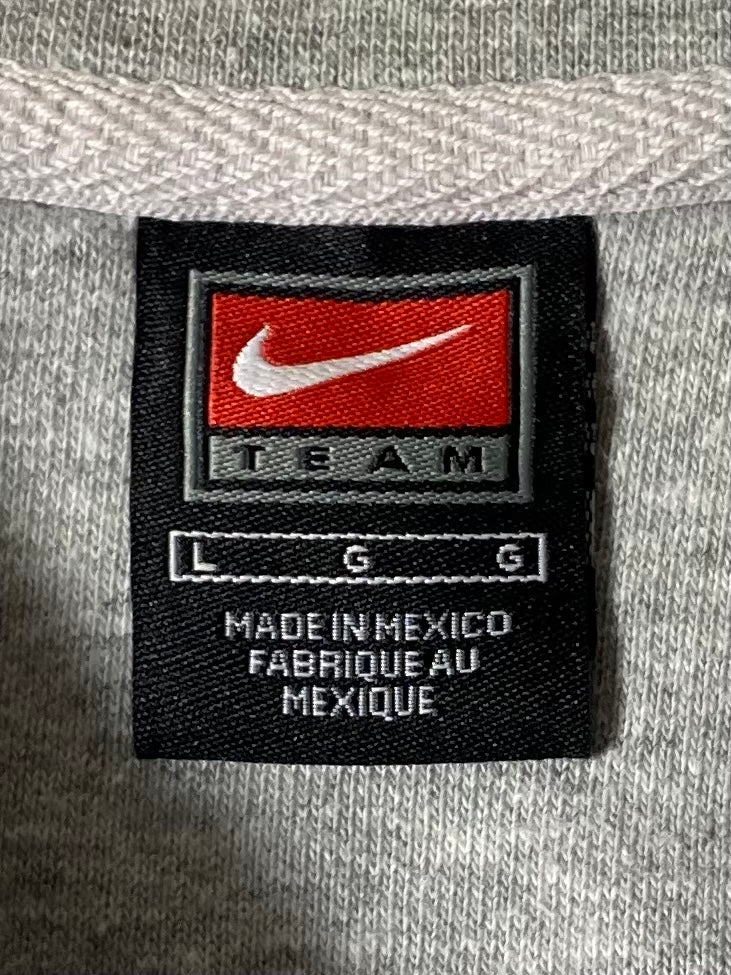 TEAM
L G G
MADE IN MEXICO
FABRIQUE AU
MEXIQUE